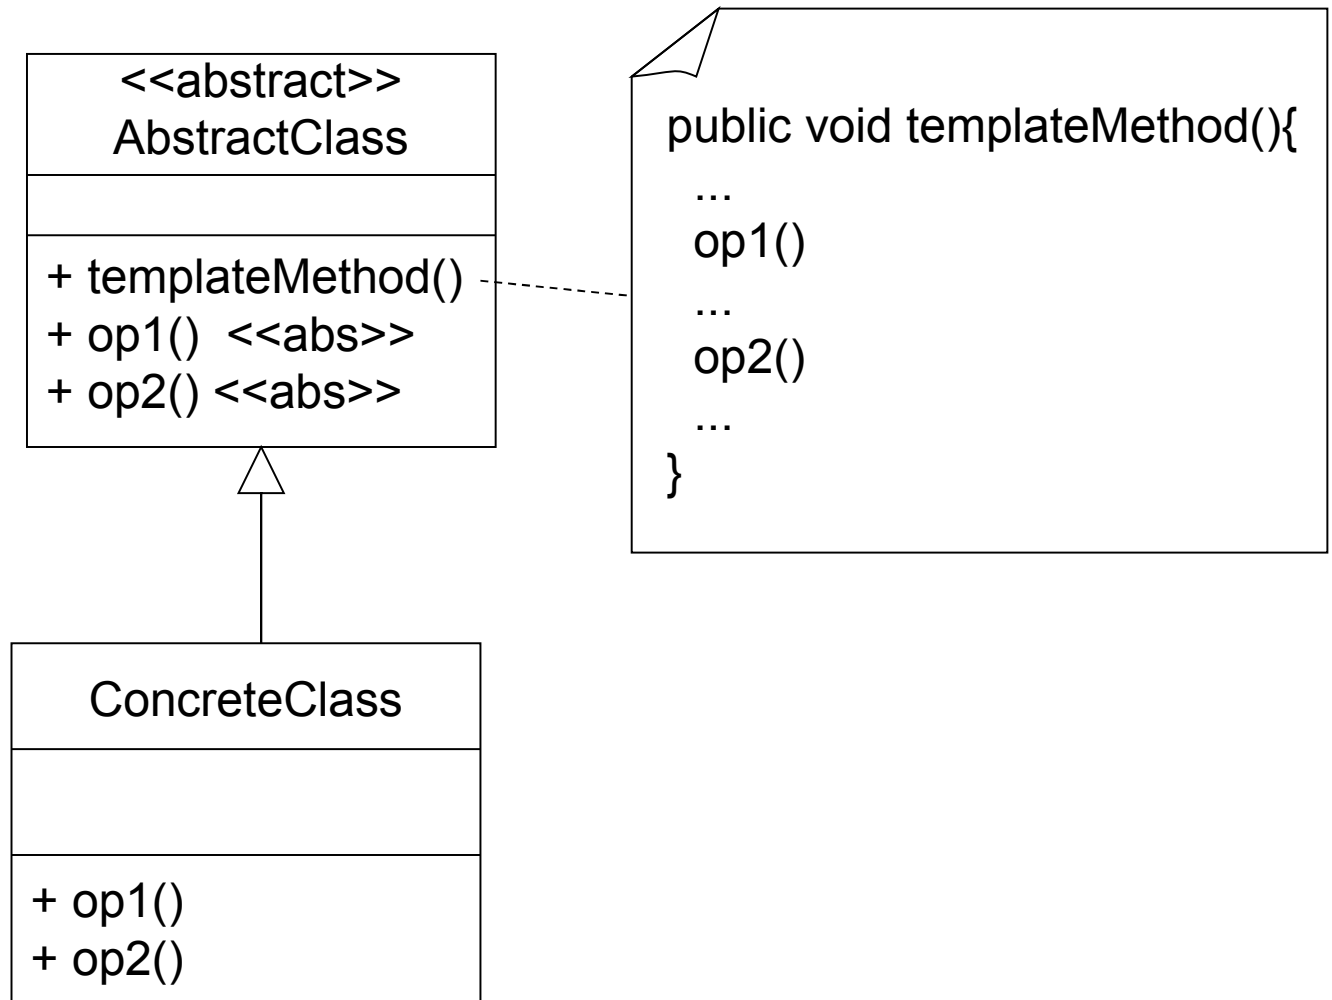 <<abstract>>
AbstractClass
+ templateMethod()
+ op1()  <<abs>>
+ op2() <<abs>>
public void templateMethod(){
...
op1()
...
op2()
...
}
ConcreteClass
+ op1()
+ op2()